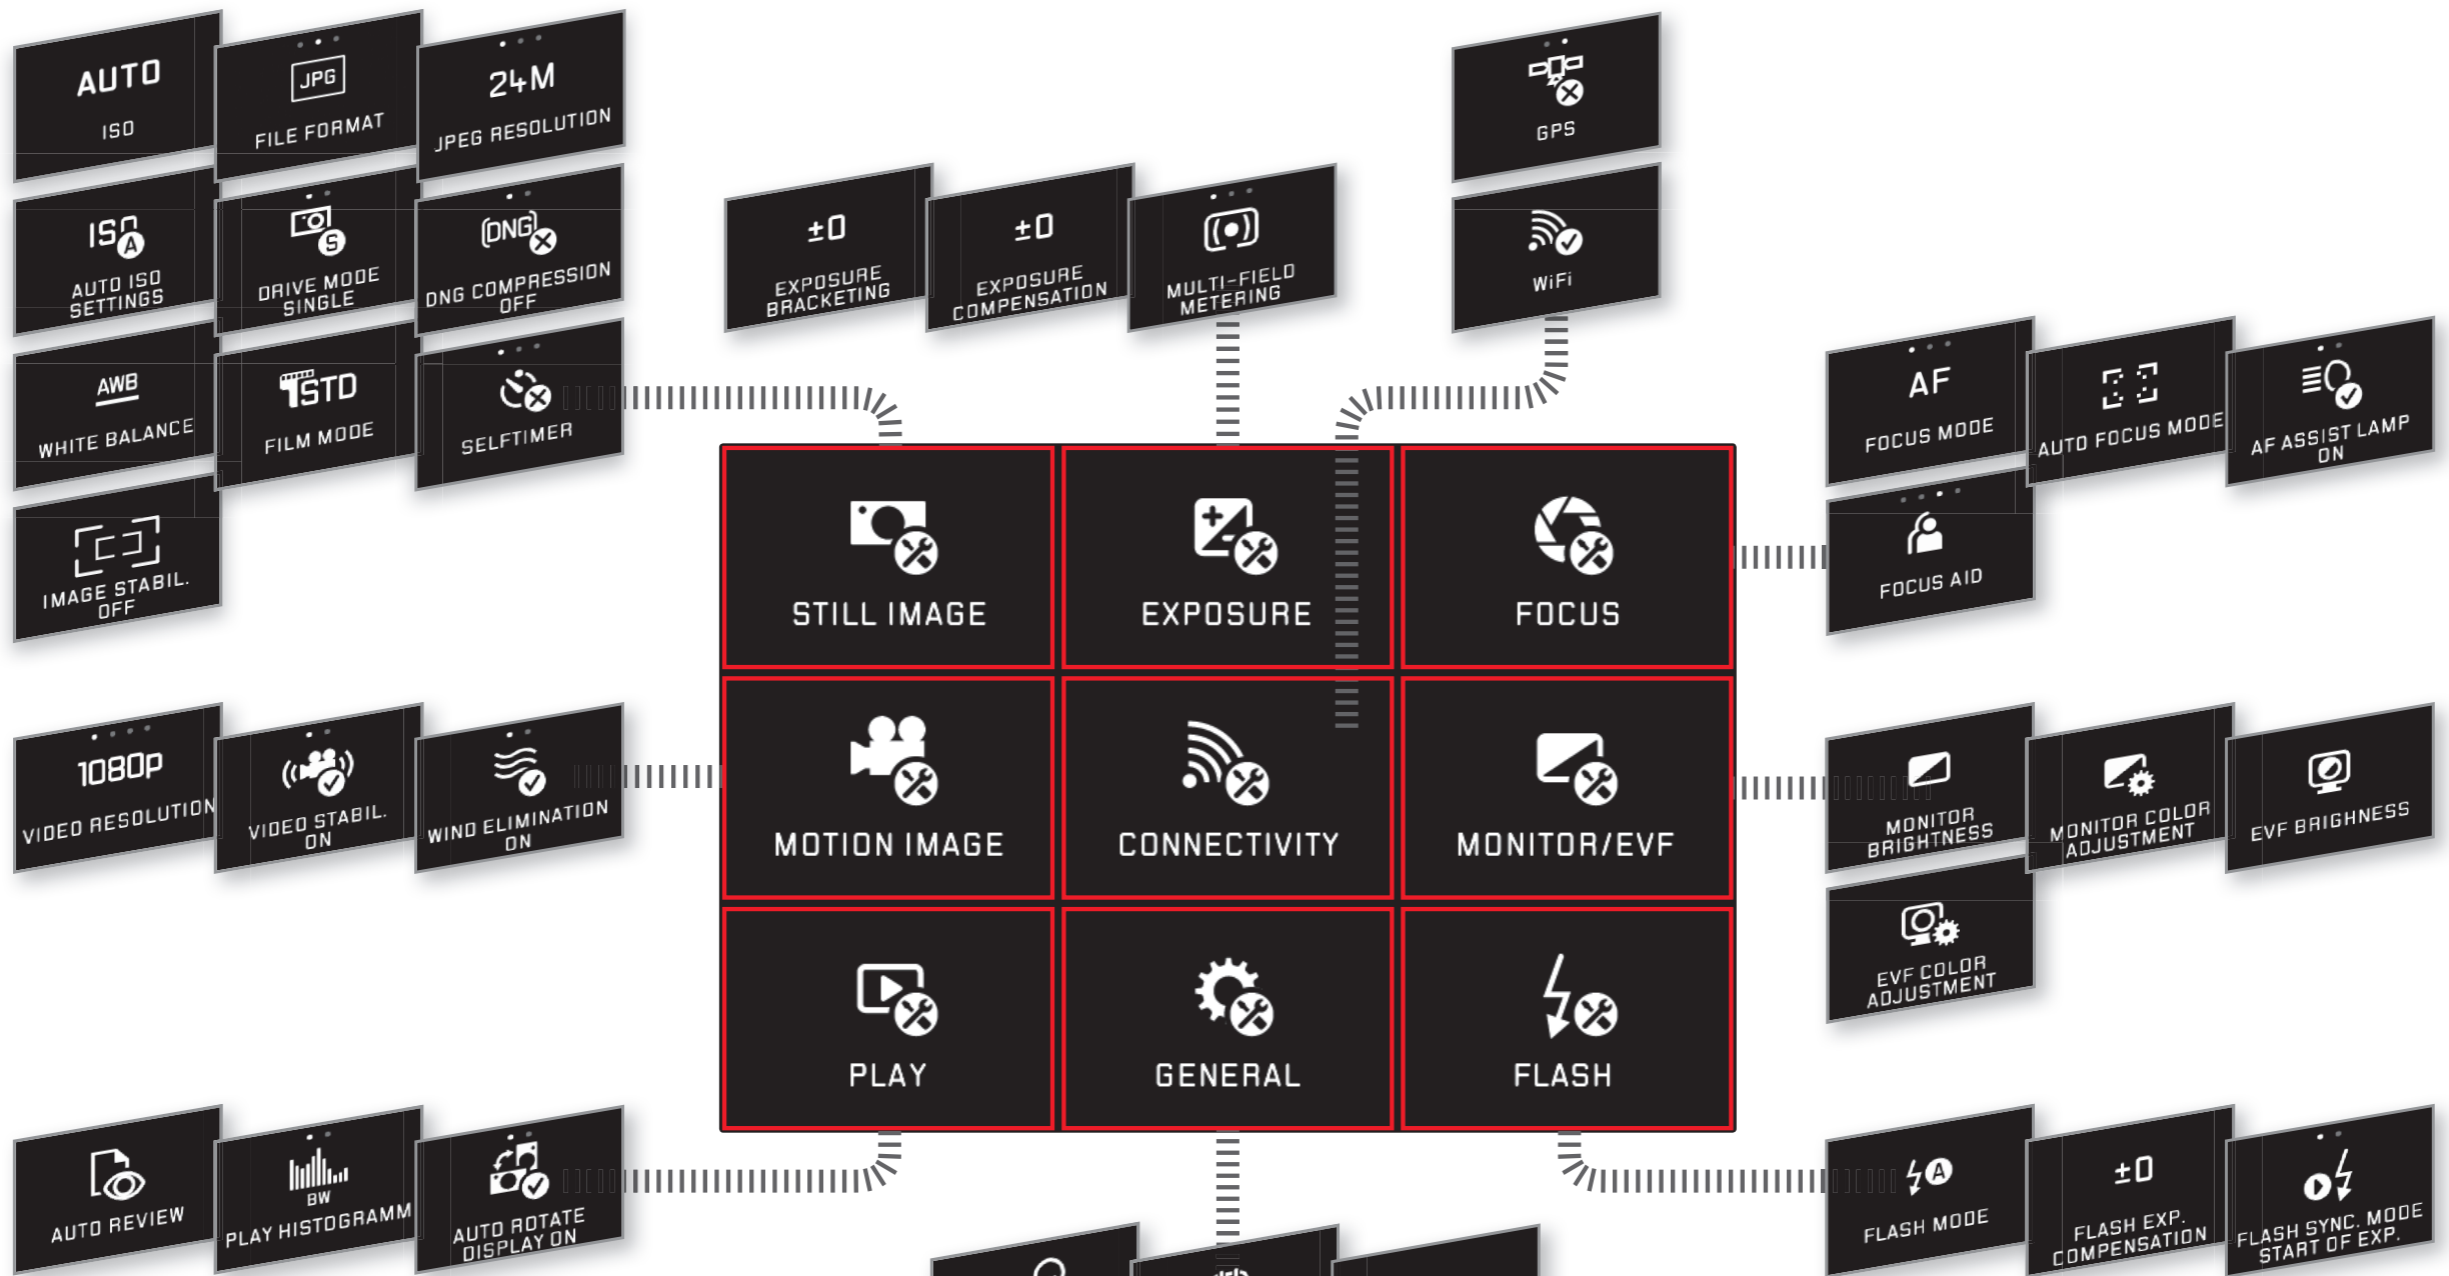 AUTO
ISO
JPG
FILE FORMAT
24M
JPEG RESOLUTION
GPS
ISO A
AUTO ISO
SETTINGS
S
DRIVE MODE
SINGLE
(DNG)
DNG COMPRESSION
OFF
±0
EXPOSURE
BRACKETING
±0
EXPOSURE
COMPENSATION
MULTI-FIELD
METERING
WiFi
AWB
WHITE BALANCE
STD
FILM MODE
SELFTIMER
AF
FOCUS MODE
AUTO FOCUS MODE
AF ASSIST LAMP
ON
IMAGE STABIL.
OFF
FOCUS AID
STILL IMAGE
EXPOSURE
FOCUS
1080p
VIDEO RESOLUTION
VIDEO STABIL.
ON
WIND ELIMINATION
ON
MOTION IMAGE
CONNECTIVITY
MONITOR/EVF
MONITOR
BRIGHTNESS
MONITOR COLOR
ADJUSTMENT
EVF BRIGHNESS
EVF COLOR
ADJUSTMENT
PLAY
GENERAL
FLASH
AUTO REVIEW
BW
PLAY HISTOGRAMM
AUTO ROTATE
DISPLAY ON
A
FLASH MODE
±0
FLASH EXP.
COMPENSATION
FLASH SYNC. MODE
START OF EXP.